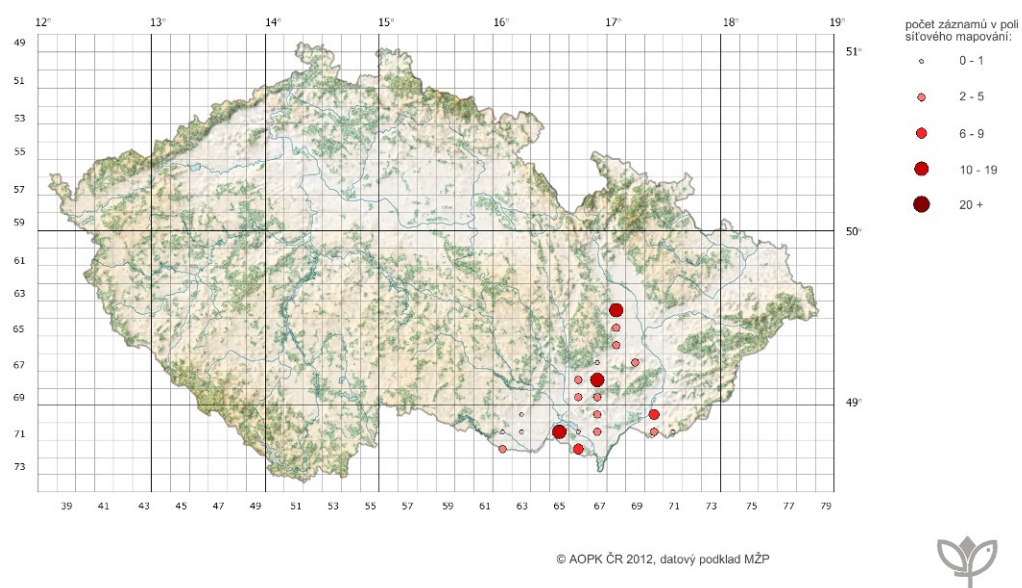 12° 13° 14° 15° 16° 17° 18° 19°
počet záznamů v poli
síťového mapování:
49
51°
51
0 - 1
53
2 - 5
55
6 - 9
57
10 - 19
59
50°
20 +
61
63
65
67
69
49°
71
73
39 41 43 45 47 49 51 53 55 57 59 61 63 65 67 69 71 73 75 77 79
© AOPK ČR 2012, datový podklad MŽP